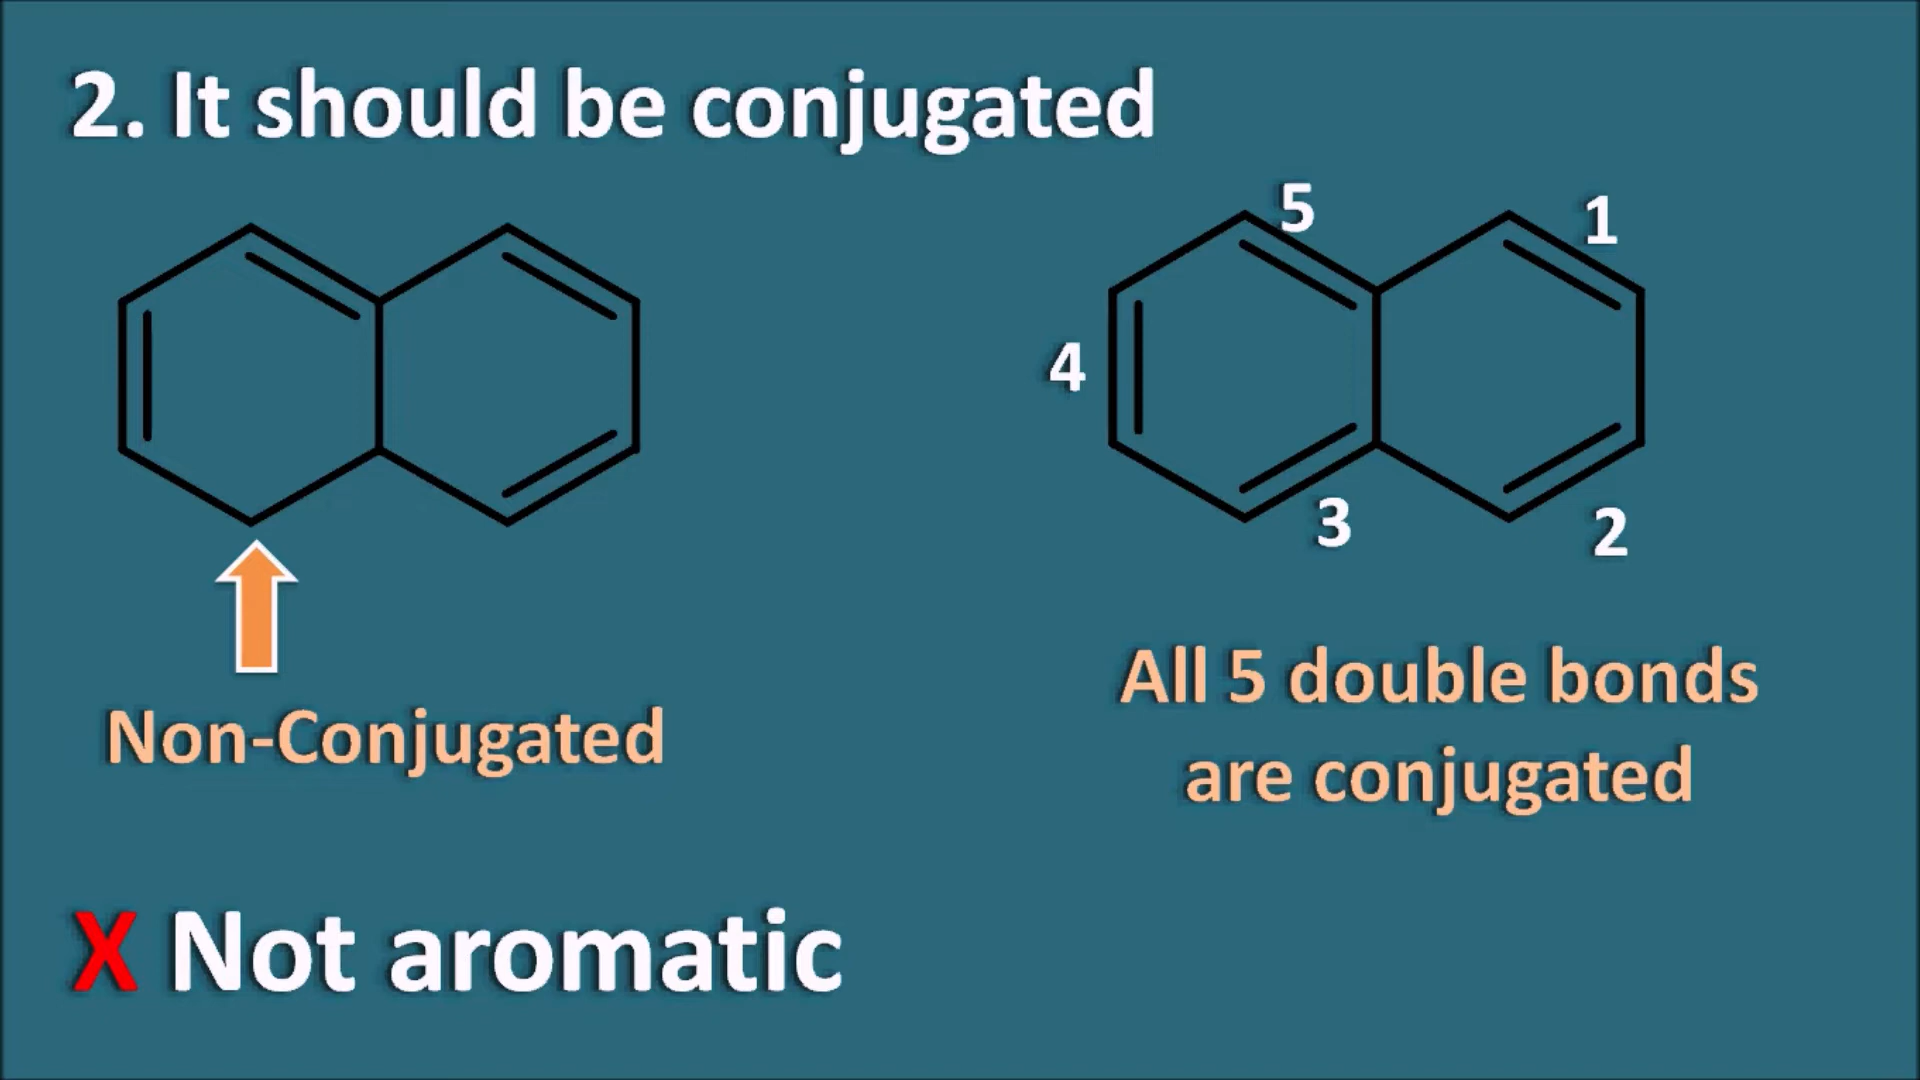 2. It should be conjugated
5
1
4
3
2
Non-Conjugated
All 5 double bonds
are conjugated
X Not aromatic